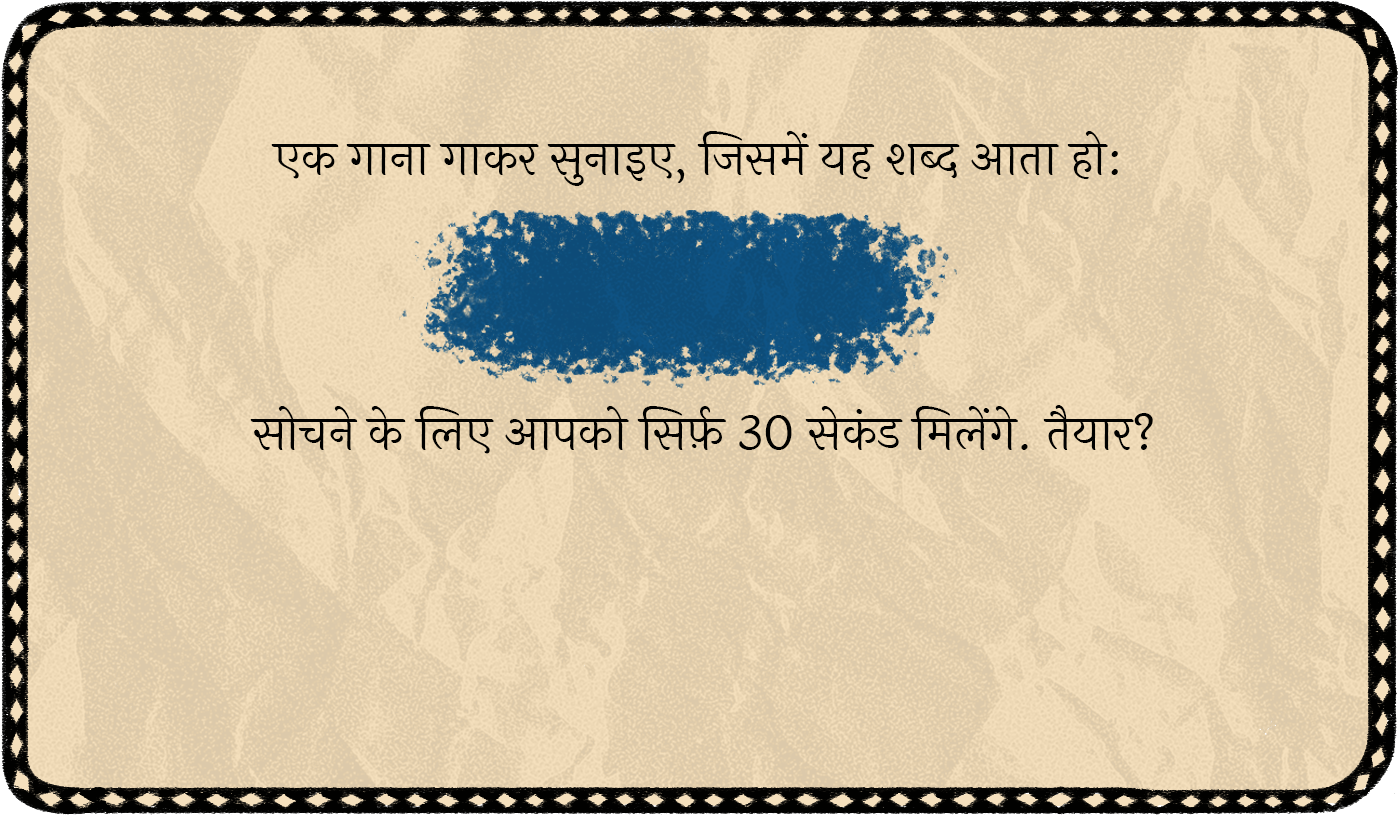 एक गाना गाकर सुनाइए, जिसमें यह शब्द आता हो:
सोचने के लिए आपको सिर्फ़ 30 सेकंड मिलेंगे. तैयार?